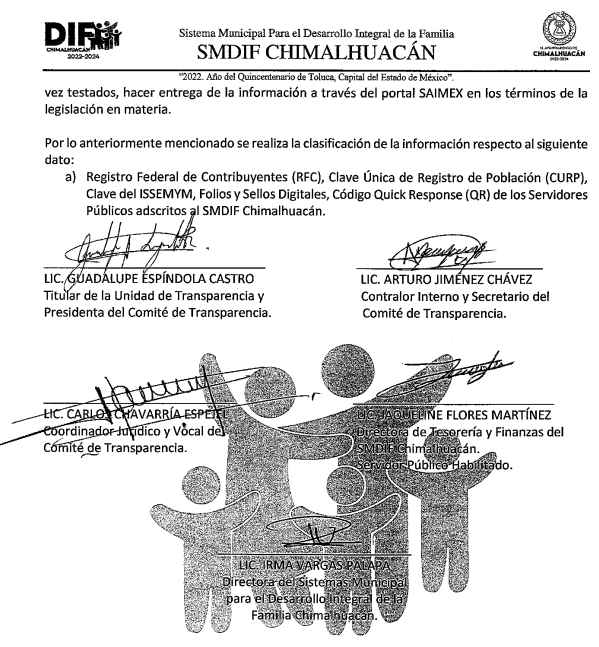 DIF
CHIMALHUACÁN
2022-2024
Sistema Municipal Para el Desarrollo Integral de la Familia
SMDIF CHIMALHUACÁN
H. AYUNTAMIENTO DE
CHIMALHUACÁN
2022-2024
"2022. Año del Quincentenario de Toluca, Capital del Estado de México".
vez testados, hacer entrega de la información a través del portal SAIMEX en los términos de la
legislación en materia.
Por lo anteriormente mencionado se realiza la clasificación de la información respecto al siguiente
dato:
a) Registro Federal de Contribuyentes (RFC), Clave Única de Registro de Población (CURP),
Clave del ISSEMYM, Folios y Sellos Digitales, Código Quick Response (QR) de los Servidores
Públicos adscritos al SMDIF Chimalhuacán.
LIC. GUADALUPE ESPÍNDOLA CASTRO
Titular de la Unidad de Transparencia y
Presidenta del Comité de Transparencia.
LIC. ARTURO JIMÉNEZ CHÁVEZ
Contralor Interno y Secretario del
Comité de Transparencia.
LIC. CARLOS CHAVARRÍA ESPEJEL
Coordinador Jurídico y Vocal del
Comité de Transparencia.
LIC. JAQUELINE FLORES MARTÍNEZ
Directora de Tesorería y Finanzas del
SMDIF Chimalhuacán.
Servidor Público Habilitado.
LIC. IRMA VARGAS PALAPA
Directora del Sistemas Municipal
para el Desarrollo Integral de la
Familia Chimalhuacán.